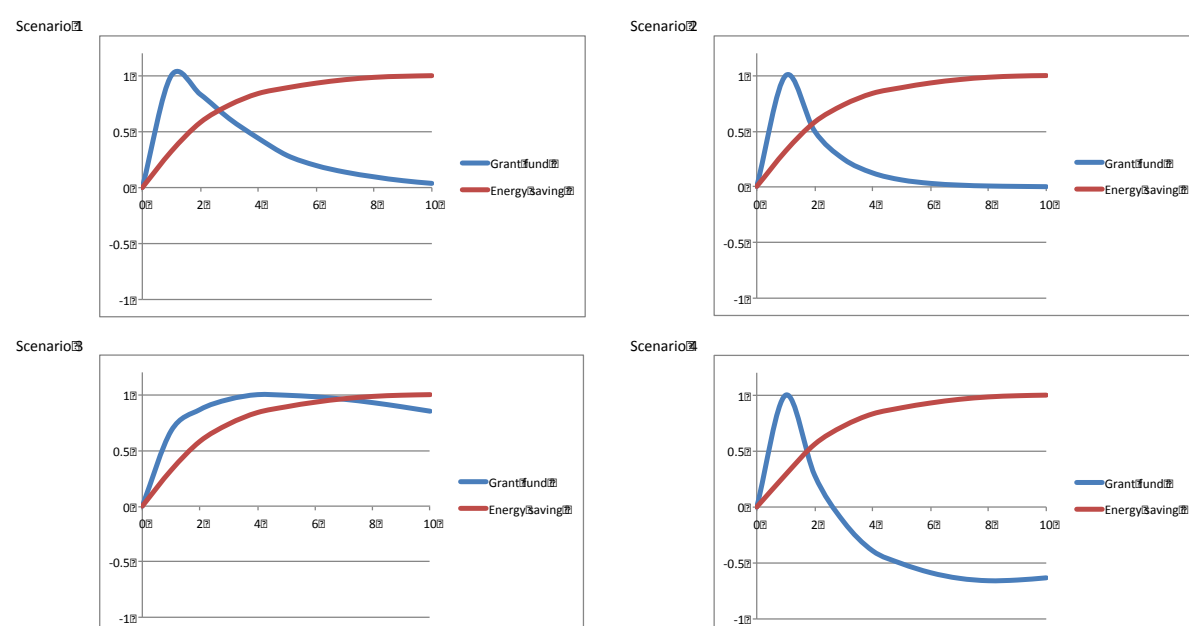 Scenario 1
1
0.5
0
-0.5
-1
0 2 4 6 8 10
Grant fund
Energy saving
Scenario 2
1
0.5
0
-0.5
-1
0 2 4 6 8 10
Grant fund
Energy saving
Scenario 3
1
0.5
0
-0.5
-1
0 2 4 6 8 10
Grant fund
Energy saving
Scenario 4
1
0.5
0
-0.5
-1
0 2 4 6 8 10
Grant fund
Energy saving